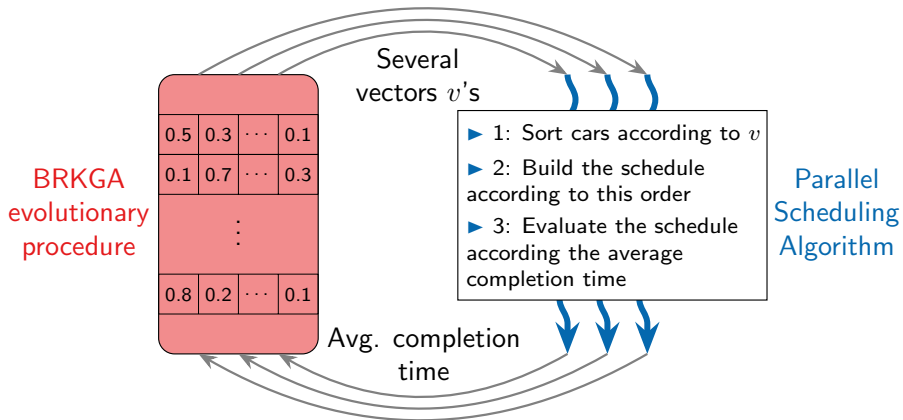 Several
vectors v's
BRKGA
evolutionary
procedure
0.5 0.3 ··· 0.1
0.1 0.7 ··· 0.3
⋮
0.8 0.2 ··· 0.1
► 1: Sort cars according to v
► 2: Build the schedule
according to this order
► 3: Evaluate the schedule
according the average
completion time
Parallel
Scheduling
Algorithm
Avg. completion
time